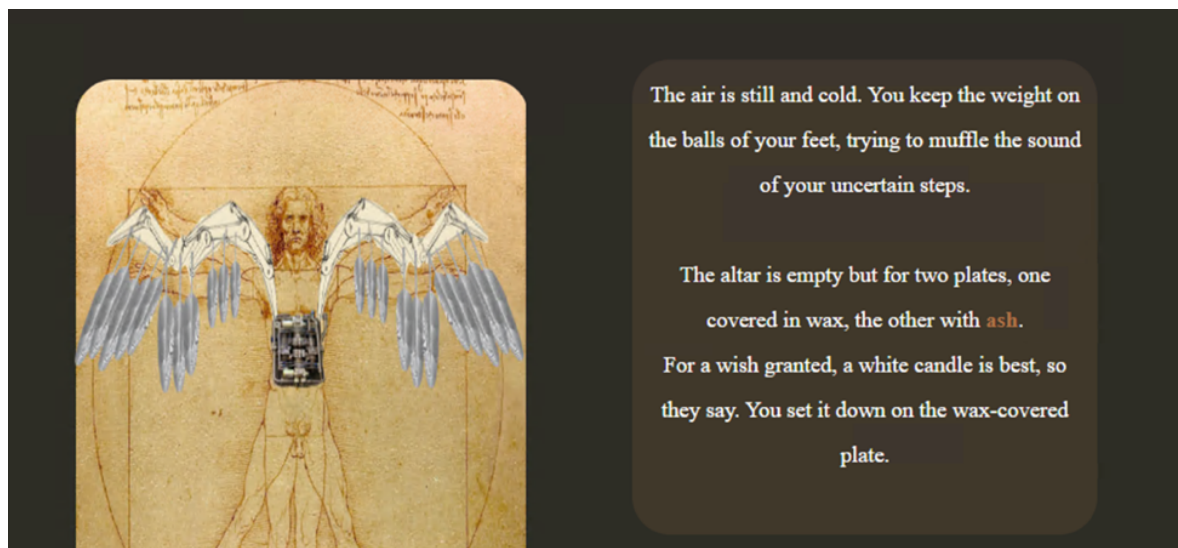 The air is still and cold. You keep the weight on
the balls of your feet, trying to muffle the sound
of your uncertain steps.
The altar is empty but for two plates, one
covered in wax, the other with ash.
For a wish granted, a white candle is best, so
they say. You set it down on the wax-covered
plate.